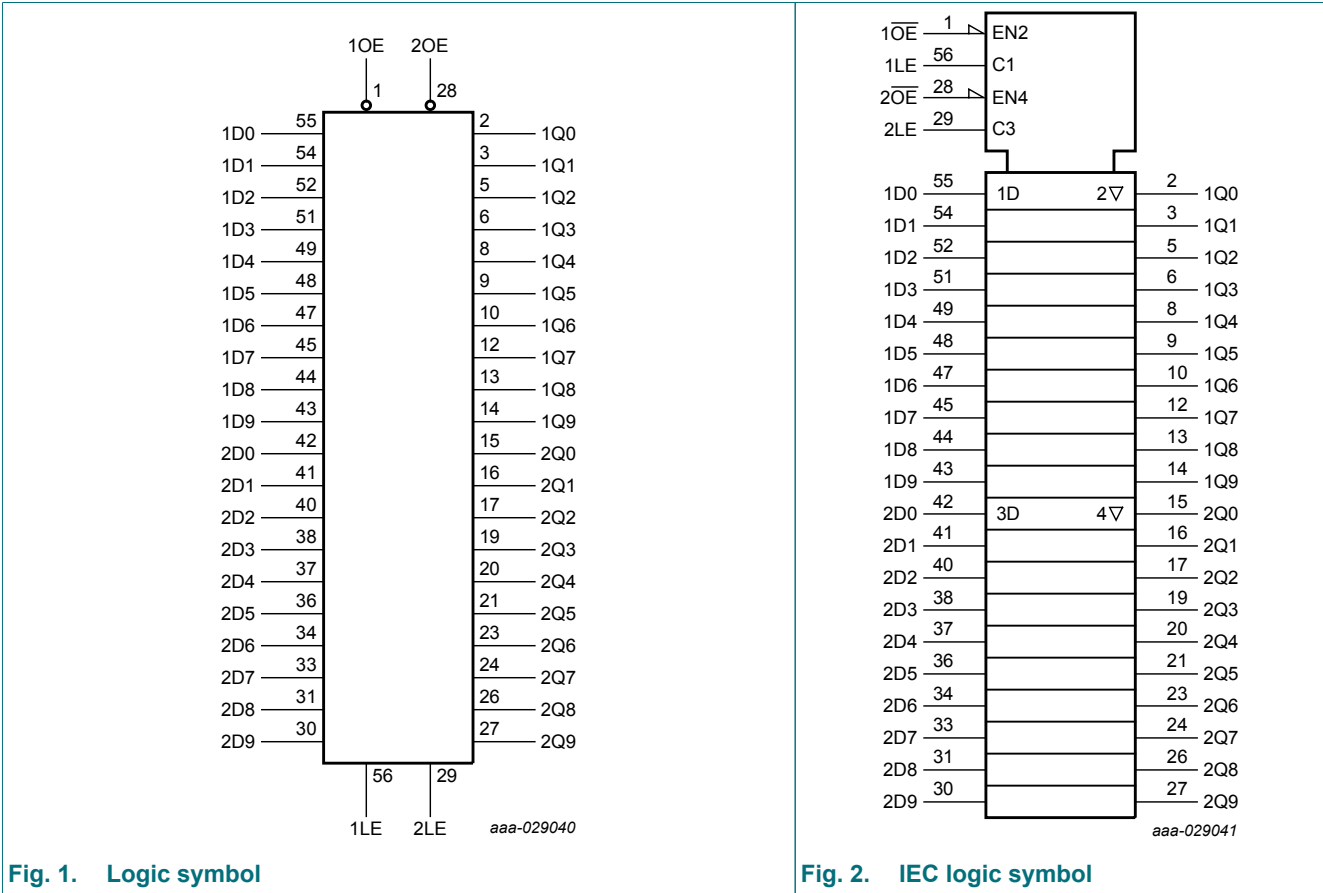 1OE 2OE
1 28
1D0 55 2 1Q0
1D1 54 3 1Q1
1D2 52 5 1Q2
1D3 51 6 1Q3
1D4 49 8 1Q4
1D5 48 9 1Q5
1D6 47 10 1Q6
1D7 45 12 1Q7
1D8 44 13 1Q8
1D9 43 14 1Q9
2D0 42 15 2Q0
2D1 41 16 2Q1
2D2 40 17 2Q2
2D3 38 19 2Q3
2D4 37 20 2Q4
2D5 36 21 2Q5
2D6 34 23 2Q6
2D7 33 24 2Q7
2D8 31 26 2Q8
2D9 30 27 2Q9
56 29
1LE 2LE aaa-029040
Fig. 1. Logic symbol
1O̅E̅ 1 EN2
1LE 56 C1
2O̅E̅ 28 EN4
2LE 29 C3
1D0 55 1D 2▽ 2 1Q0
1D1 54 3 1Q1
1D2 52 5 1Q2
1D3 51 6 1Q3
1D4 49 8 1Q4
1D5 48 9 1Q5
1D6 47 10 1Q6
1D7 45 12 1Q7
1D8 44 13 1Q8
1D9 43 14 1Q9
2D0 42 3D 4▽ 15 2Q0
2D1 41 16 2Q1
2D2 40 17 2Q2
2D3 38 19 2Q3
2D4 37 20 2Q4
2D5 36 21 2Q5
2D6 34 23 2Q6
2D7 33 24 2Q7
2D8 31 26 2Q8
2D9 30 27 2Q9
aaa-029041
Fig. 2. IEC logic symbol